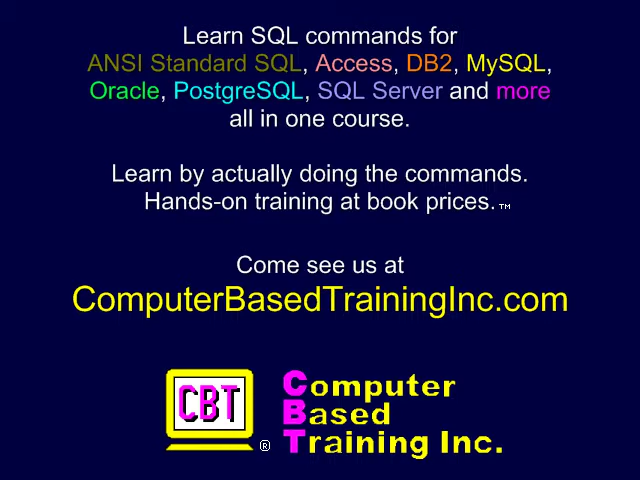 Learn SQL commands for
ANSI Standard SQL, Access, DB2, MySQL,
Oracle, PostgreSQL, SQL Server and more
all in one course.
Learn by actually doing the commands.
Hands-on training at book prices.™
Come see us at
ComputerBasedTrainingInc.com
CBT®
Computer
Based
Training Inc.